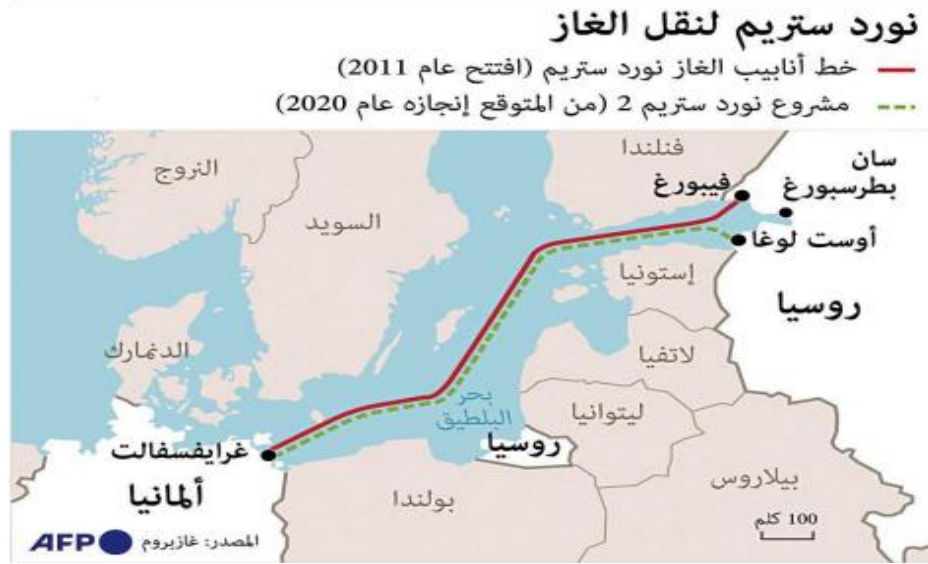 نورد ستريم لنقل الغاز
خط أنابيب الغاز نورد ستريم (افتتح عام 2011)
مشروع نورد ستريم 2 (من المتوقع إنجازه عام 2020)
فنلندا
سان
بطرسبورغ
النروج
فيبورغ
السويد
أوست لوغا
إستونيا
روسيا
لاتفيا
الدنمارك
بحر
البلطيق
ليتوانيا
روسيا
غرايفسفالت
بيلاروس
ألمانيا
بولندا
100 كلم
المصدر: غازبروم
AFP